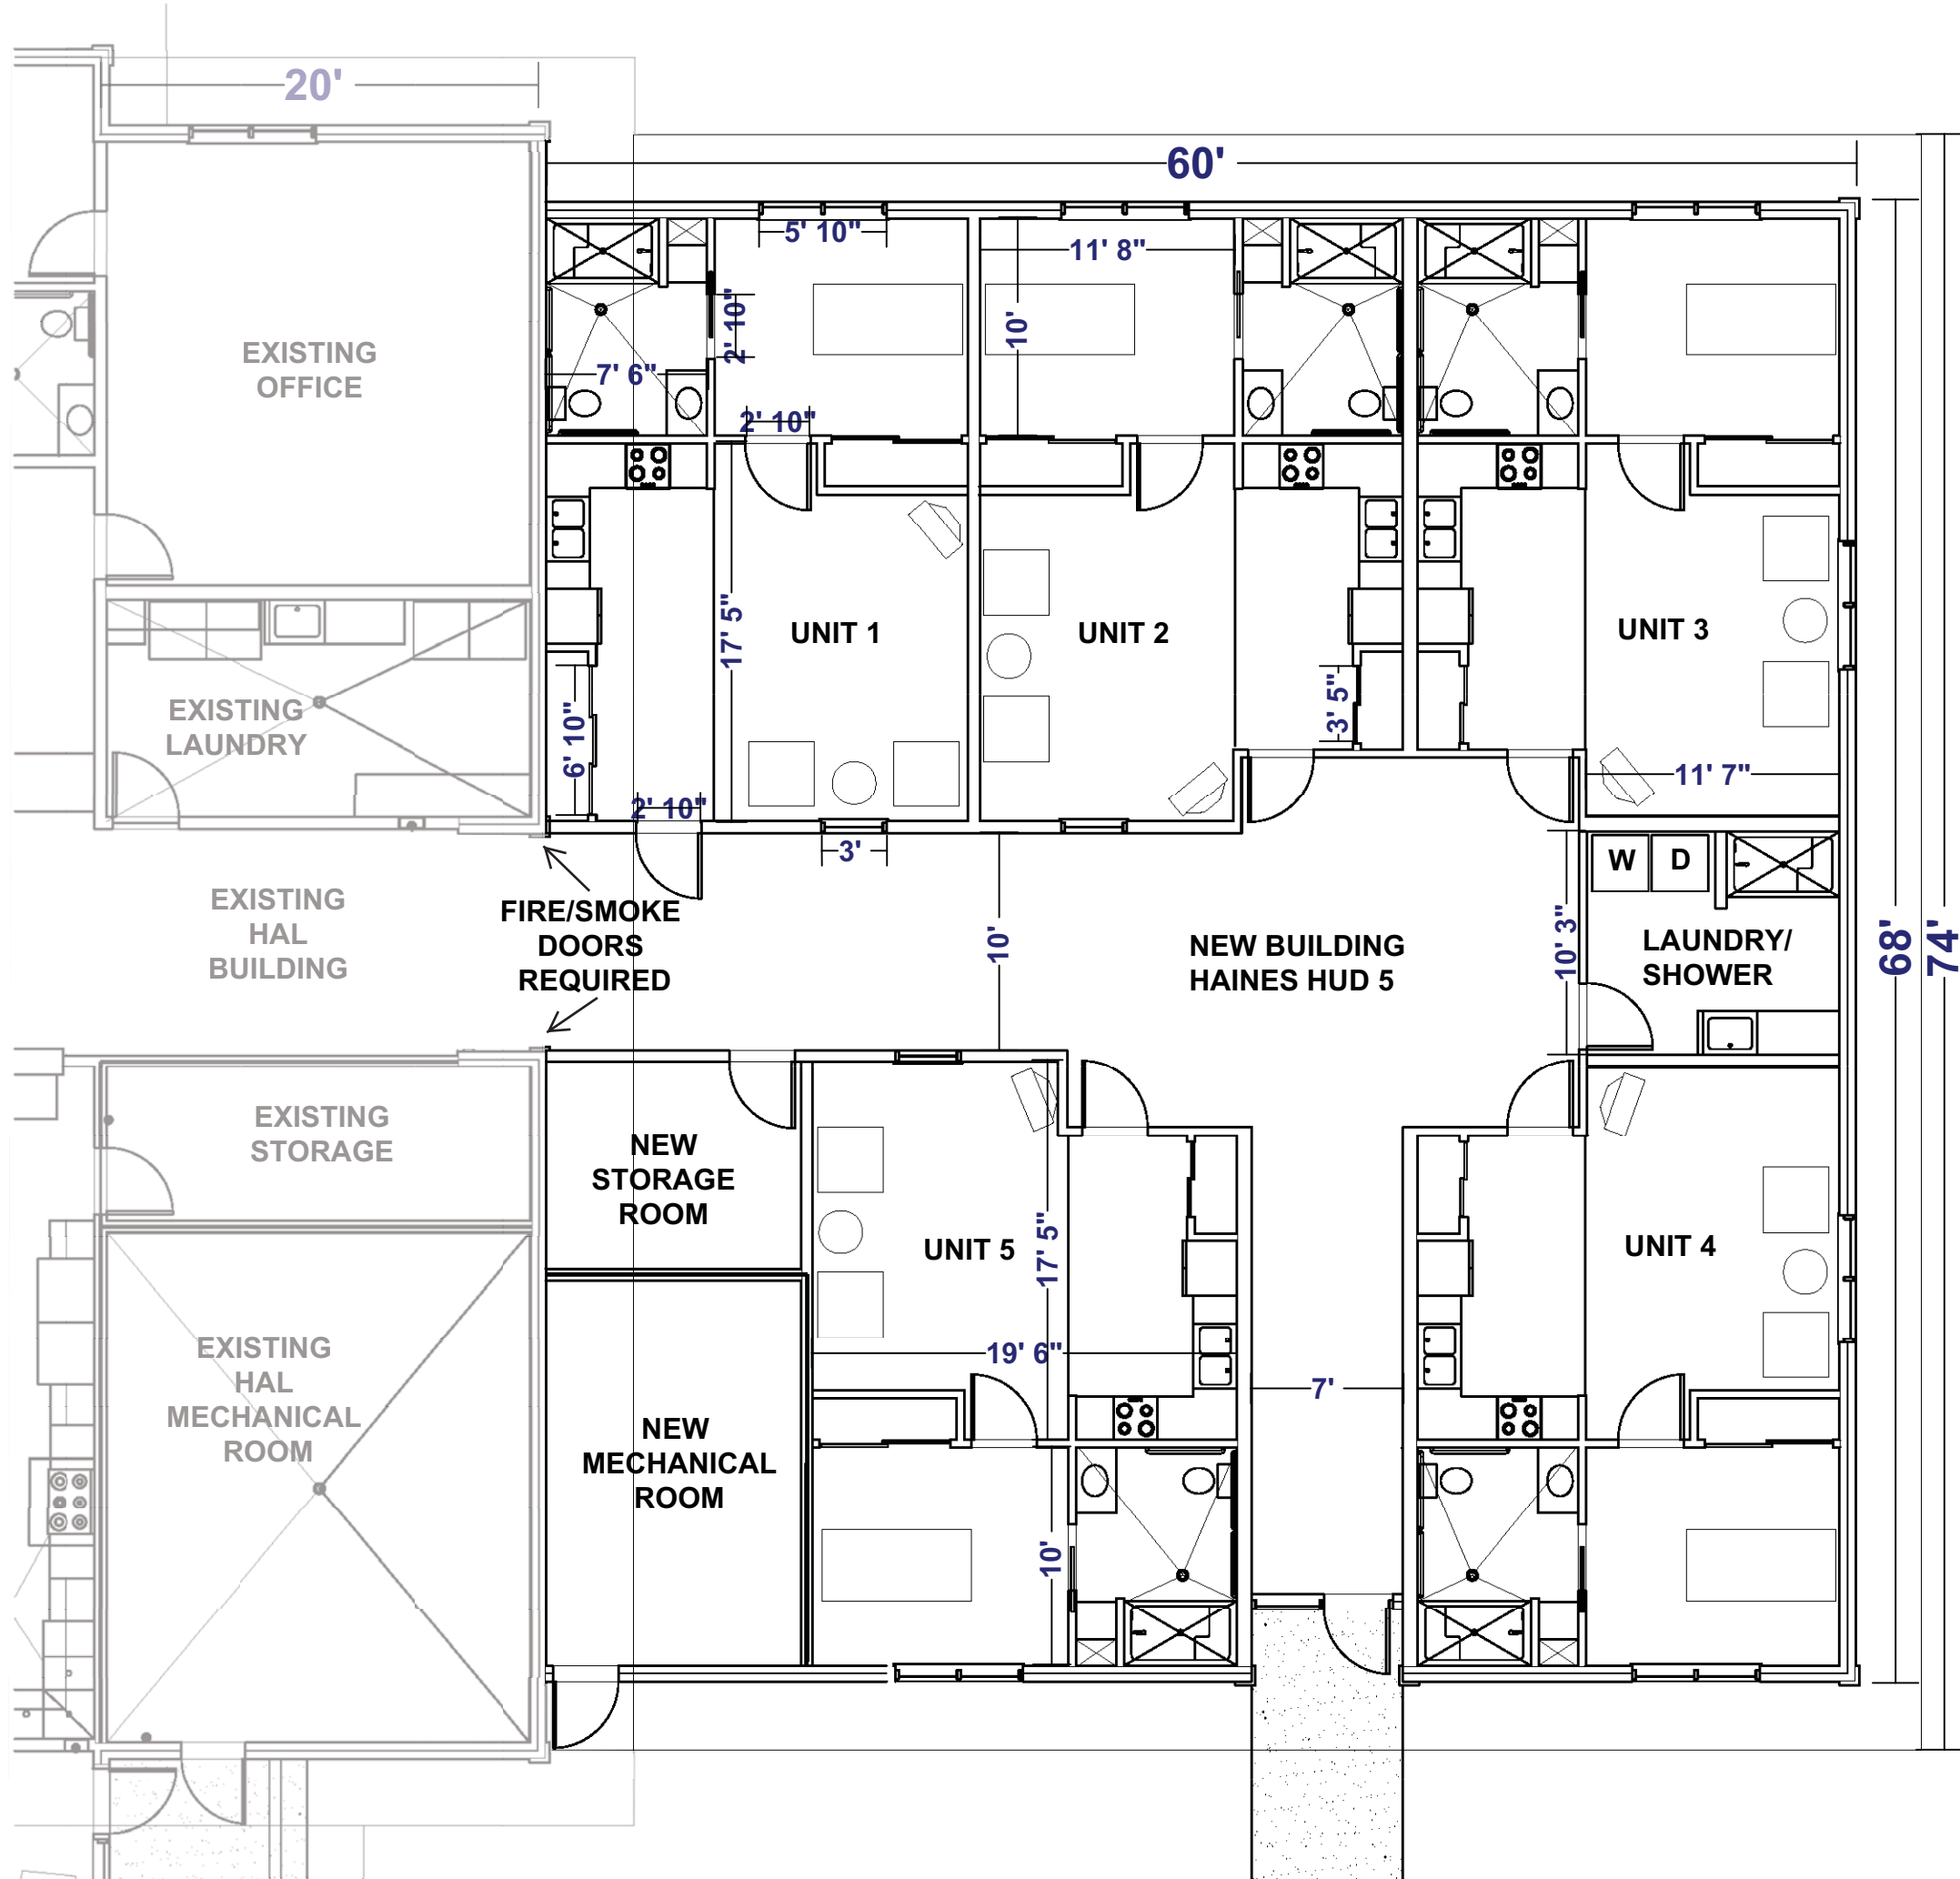 20'
60'
5' 10"
11' 8"
2' 10"
10'
7' 6"
2' 10"
EXISTING
OFFICE
17' 5"
UNIT 1
UNIT 2
UNIT 3
EXISTING
LAUNDRY
6' 10"
3' 5"
2' 10"
11' 7"
3'
W
D
EXISTING
HAL
BUILDING
FIRE/SMOKE
DOORS
REQUIRED
10'
NEW BUILDING
HAINES HUD 5
10' 3"
LAUNDRY/
SHOWER
68'
74'
EXISTING
STORAGE
NEW
STORAGE
ROOM
UNIT 5
17' 5"
UNIT 4
19' 6"
7'
EXISTING
HAL
MECHANICAL
ROOM
NEW
MECHANICAL
ROOM
10'